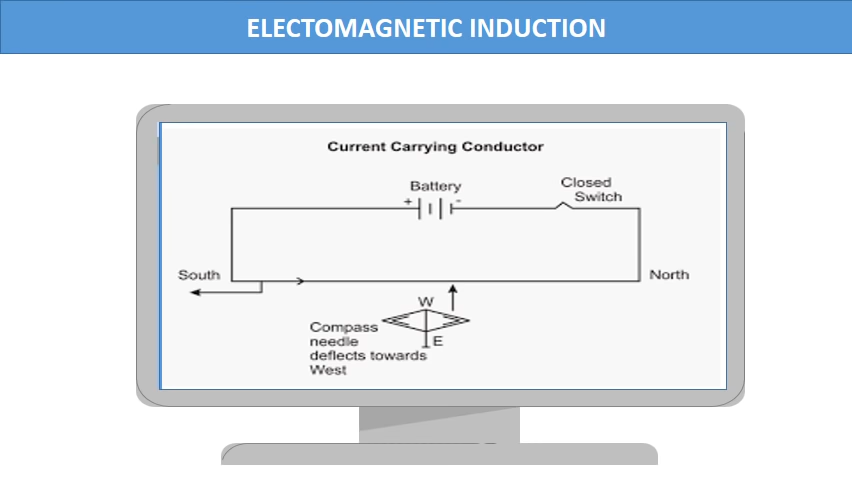 ELECTOMAGNETIC INDUCTION
Current Carrying Conductor
Battery
Closed
Switch
+ -
South
North
W
E
Compass
needle
deflects towards
West